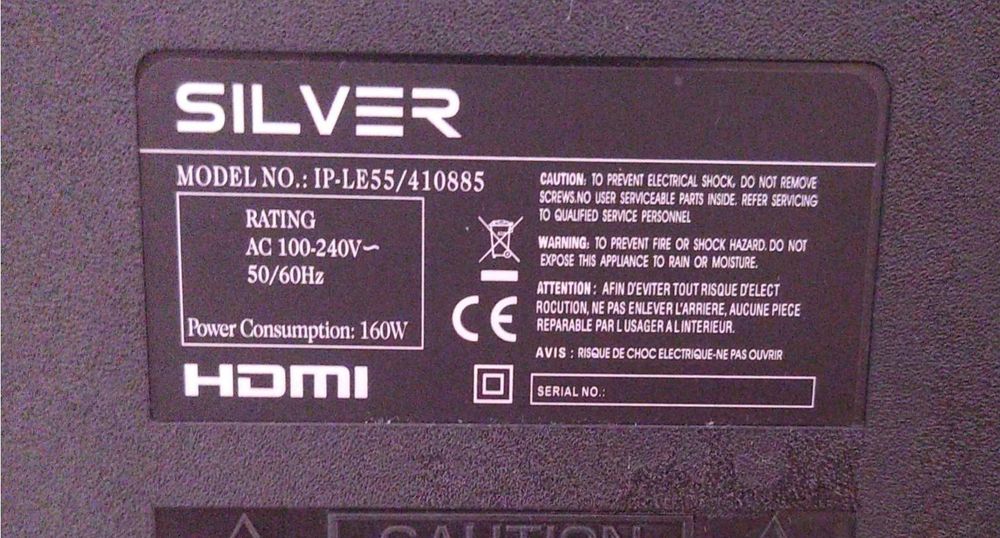 SILVER
MODEL NO.: IP-LE55/410885
RATING
AC 100-240V~
50/60Hz
Power Consumption: 160W
HDMI
CAUTION: TO PREVENT ELECTRICAL SHOCK, DO NOT REMOVE
SCREWS.NO USER SERVICEABLE PARTS INSIDE. REFER SERVICING
TO QUALIFIED SERVICE PERSONNEL
WARNING: TO PREVENT FIRE OR SHOCK HAZARD. DO NOT
EXPOSE THIS APPLIANCE TO RAIN OR MOISTURE.
ATTENTION : AFIN D'EVITER TOUT RISQUE D'ELECT
ROCUTION, NE PAS ENLEVER L'ARRIERE, AUCUNE PIECE
REPARABLE PAR L USAGER A L INTERIEUR.
AVIS : RISQUE DE CHOC ELECTRIQUE-NE PAS OUVRIR
CE
SERIAL NO.:
CAUTION